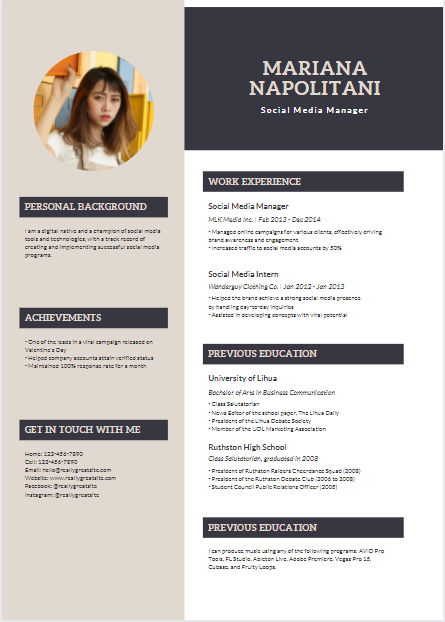 MARIANA
NAPOLITANI
Social Media Manager
PERSONAL BACKGROUND
I am a digital native and a champion of social media
tools and technologies, with a track record of
creating and implementing successful social media
programs.
ACHIEVEMENTS
• One of the leads in a viral campaign released on
Valentine's Day
• Helped company accounts attain verified status
• Maintained 100% response rate for a month
GET IN TOUCH WITH ME
Home: 123-456-7890
Cell: 123-456-7890
Email: hello@reallygreatsite.com
Website: www.reallygreatsite.com
Facebook: @reallygreatsite
Instagram: @reallygreatsite
WORK EXPERIENCE
Social Media Manager
MLK Media Inc. | Feb 2013 - Dec 2014
• Managed online campaigns for various clients, effectively driving
brand awareness and engagement
• Increased traffic to social media accounts by 50%
Social Media Intern
Wanderguy Clothing Co. | Jan 2012 - Jan 2013
• Helped the brand achieve a strong social media presence
by handling day-to-day inquiries
• Assisted in developing concepts with viral potential
PREVIOUS EDUCATION
University of Lihua
Bachelor of Arts in Business Communication
• Class Salutatorian
• News Editor of the school paper, The Lihua Daily
• President of the Lihua Debate Society
• Member of the UOL Marketing Association
Ruthston High School
Class Salutatorian, graduated in 2008
• President of Ruthston Raiders Cheerdance Squad (2008)
• President of the Ruthston Debate Club (2006 to 2008)
• Student Council Public Relations Officer (2005)
PREVIOUS EDUCATION
I can produce music using any of the following programs: AVID Pro
Tools, FL Studio, Ableton Live, Adobe Premiere, Vegas Pro 15,
Cubase, and Fruity Loops.